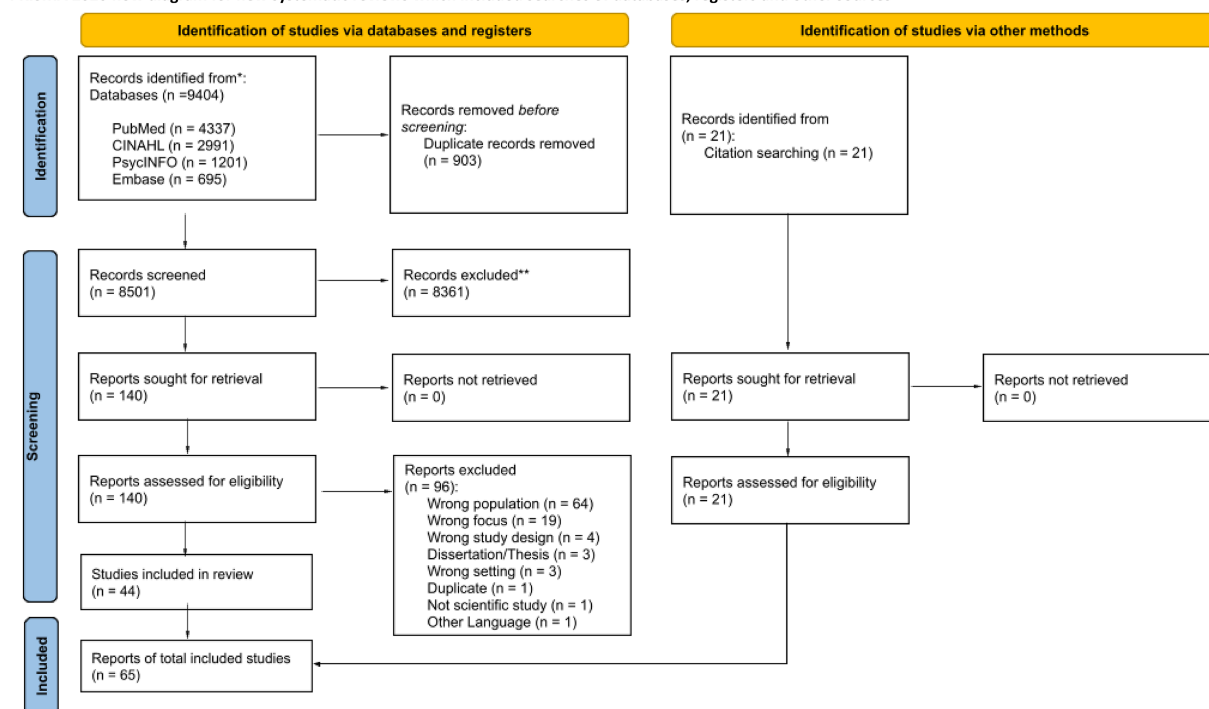 Identification of studies via databases and registers
Identification of studies via other methods
Identification
Records identified from*:
Databases (n =9404)
PubMed (n = 4337)
CINAHL (n = 2991)
PsycINFO (n = 1201)
Embase (n = 695)
Records removed before
screening:
Duplicate records removed
(n = 903)
Records identified from
(n = 21):
Citation searching (n = 21)
Screening
Records screened
(n = 8501)
Records excluded**
(n = 8361)
Reports sought for retrieval
(n = 140)
Reports not retrieved
(n = 0)
Reports sought for retrieval
(n = 21)
Reports not retrieved
(n = 0)
Reports assessed for eligibility
(n = 140)
Reports excluded
(n = 96):
Wrong population (n = 64)
Wrong focus (n = 19)
Wrong study design (n = 4)
Dissertation/Thesis (n = 3)
Wrong setting (n = 3)
Duplicate (n = 1)
Not scientific study (n = 1)
Other Language (n = 1)
Reports assessed for eligibility
(n = 21)
Studies included in review
(n = 44)
Included
Reports of total included studies
(n = 65)